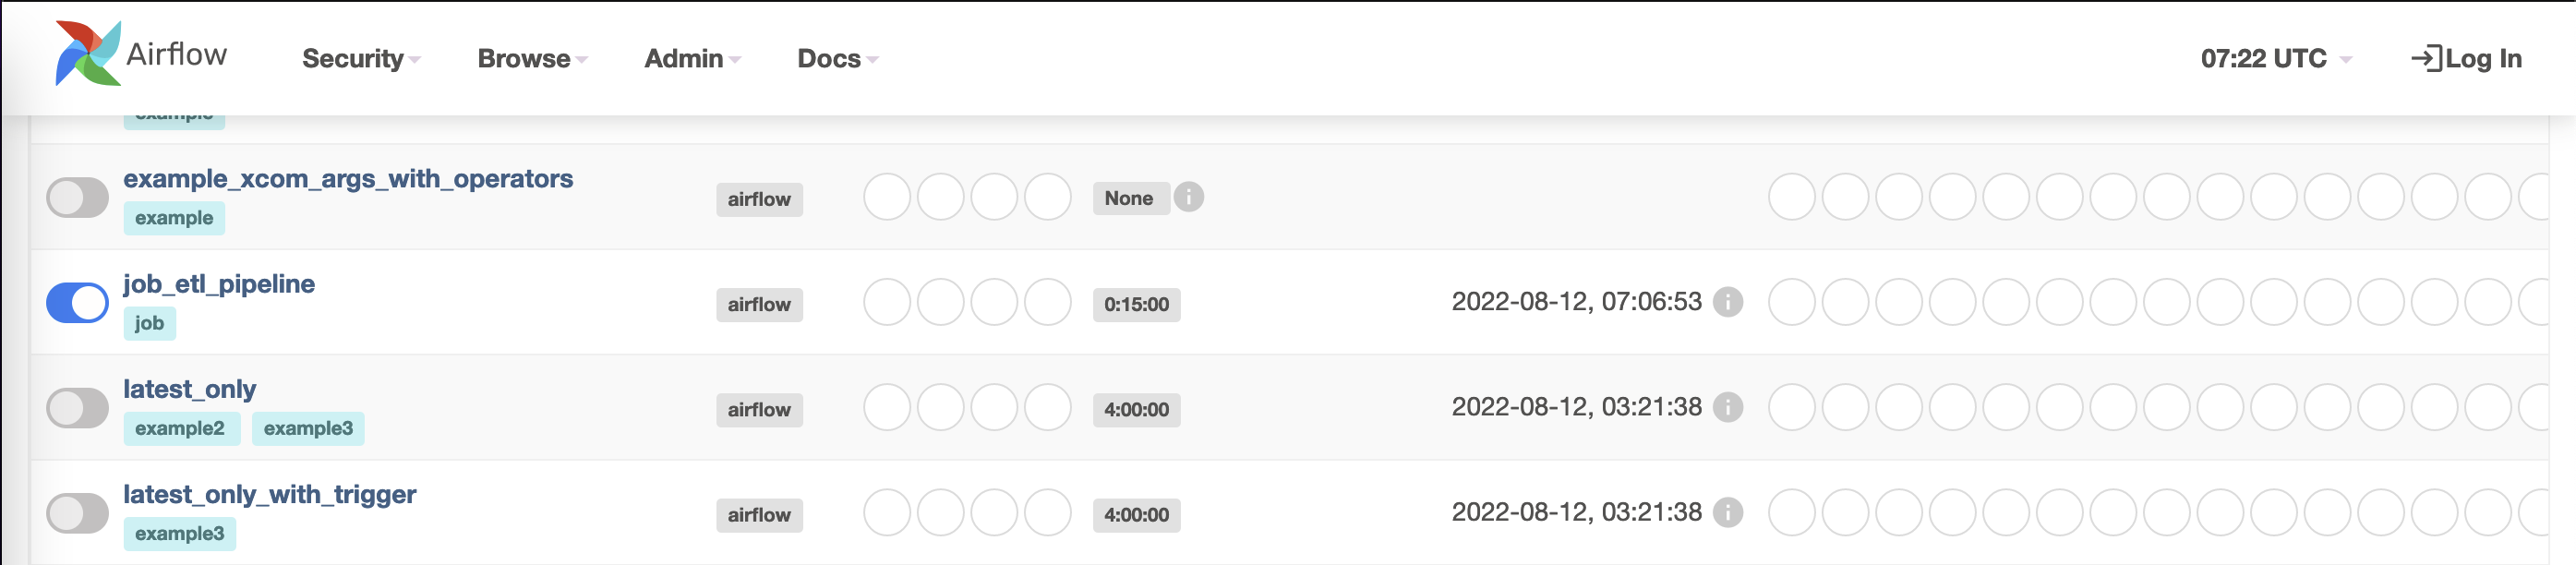 Airflow Security Browse Admin Docs 07:22 UTC Log In
example
example_xcom_args_with_operators
example airflow None
job_etl_pipeline
job airflow 0:15:00 2022-08-12, 07:06:53
latest_only
example2 example3 airflow 4:00:00 2022-08-12, 03:21:38
latest_only_with_trigger
example3 airflow 4:00:00 2022-08-12, 03:21:38